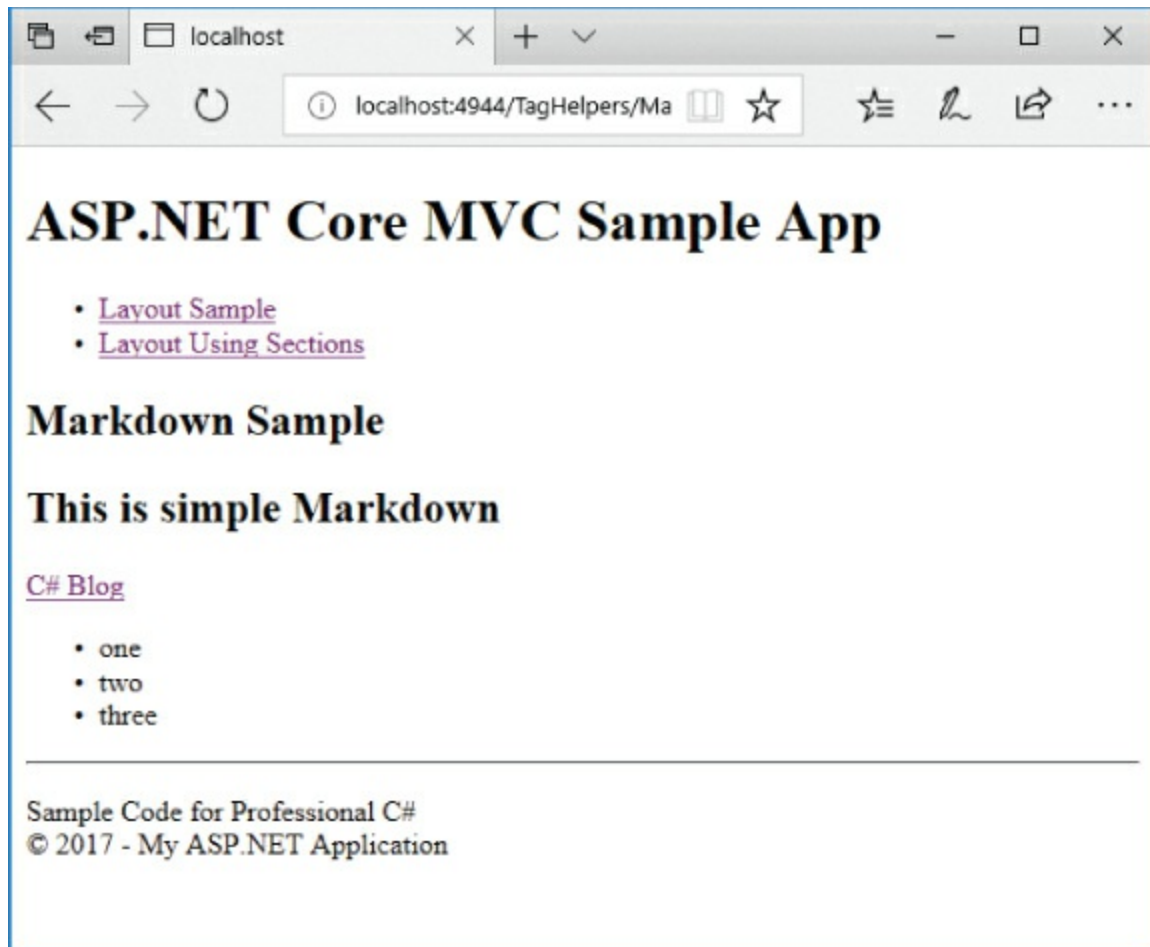 localhost
localhost:4944/TagHelpers/Ma
ASP.NET Core MVC Sample App
• Layout Sample
• Layout Using Sections
Markdown Sample
This is simple Markdown
C# Blog
• one
• two
• three
Sample Code for Professional C#
© 2017 - My ASP.NET Application